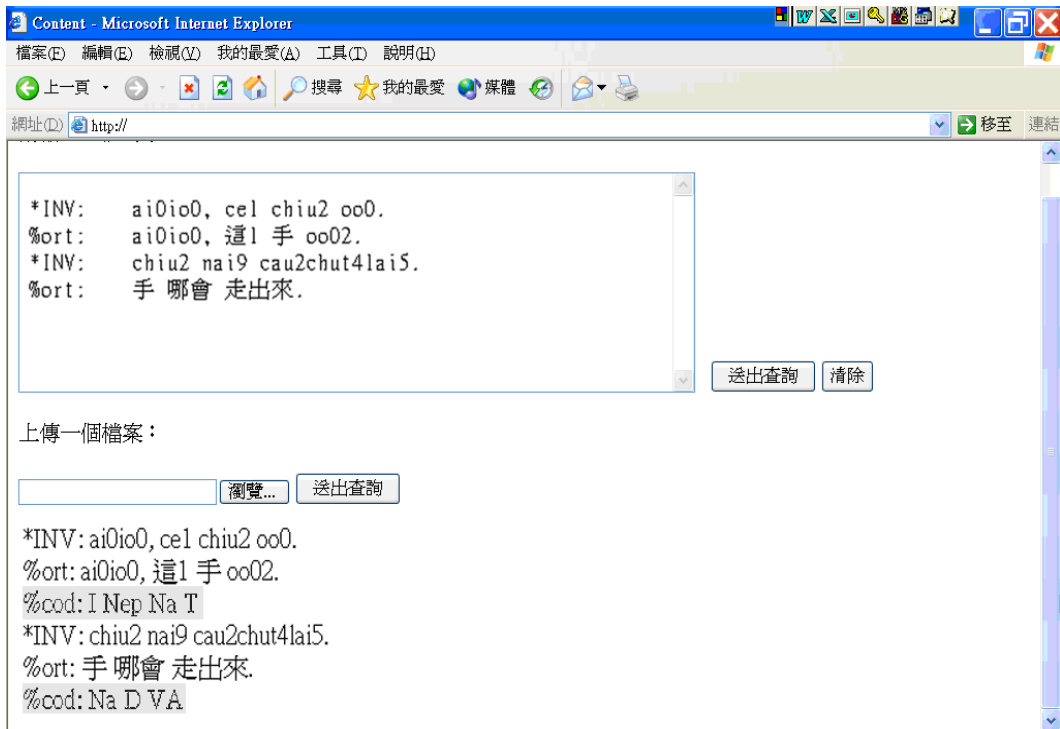 Content - Microsoft Internet Explorer
檔案(F) 編輯(E) 檢視(V) 我的最愛(A) 工具(T) 說明(H)
上一頁 搜尋 我的最愛 媒體
網址(D) http:// 移至 連結
*INV: ai0io0, ce1 chiu2 oo0.
%ort: ai0io0, 這1 手 oo02.
*INV: chiu2 nai9 cau2chut4lai5.
%ort: 手 哪會 走出來.
送出查詢 清除
上傳一個檔案：
瀏覽... 送出查詢
*INV: ai0io0, ce1 chiu2 oo0.
%ort: ai0io0, 這1 手 oo02.
%cod: I Nep Na T
*INV: chiu2 nai9 cau2chut4lai5.
%ort: 手 哪會 走出來.
%cod: Na D VA